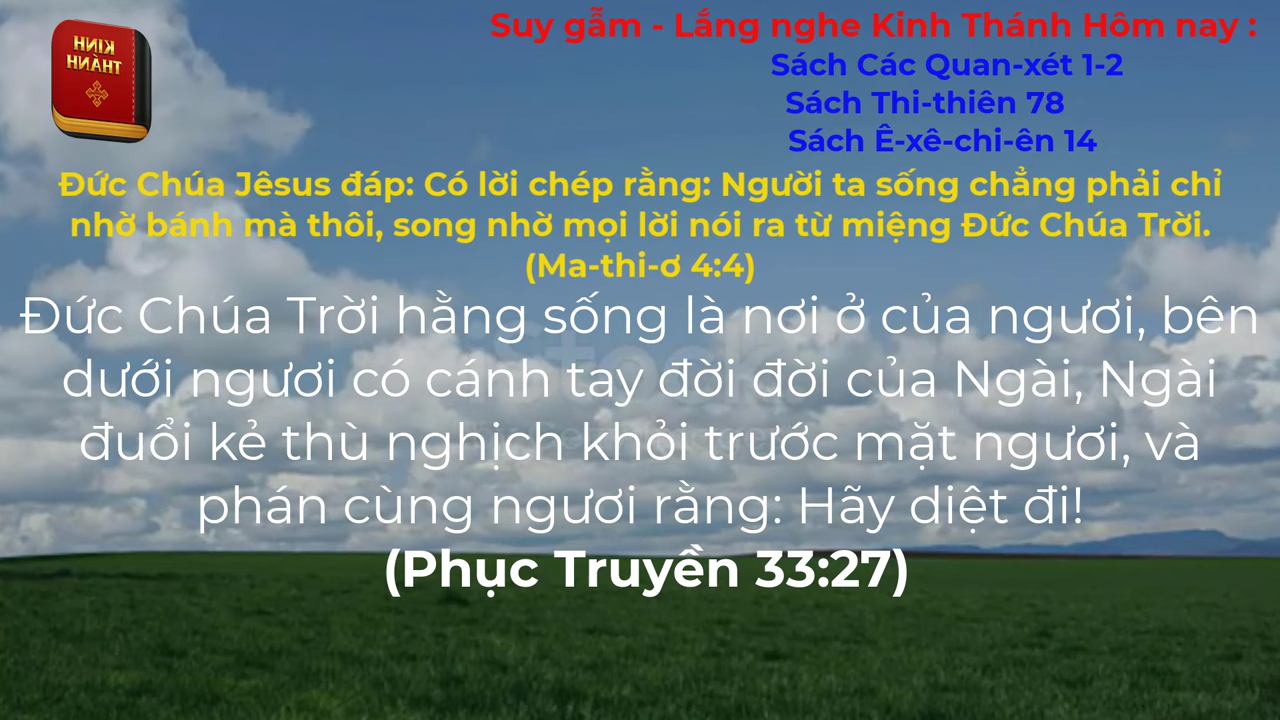 KINH
THÁNH
Suy gẫm - Lắng nghe Kinh Thánh Hôm nay :
Sách Các Quan-xét 1-2
Sách Thi-thiên 78
Sách Ê-xê-chi-ên 14
Đức Chúa Jêsus đáp: Có lời chép rằng: Người ta sống chẳng phải chỉ
nhờ bánh mà thôi, song nhờ mọi lời nói ra từ miệng Đức Chúa Trời.
(Ma-thi-ơ 4:4)
Đức Chúa Trời hằng sống là nơi ở của ngươi, bên
dưới ngươi có cánh tay đời đời của Ngài, Ngài
đuổi kẻ thù nghịch khỏi trước mặt ngươi, và
phán cùng ngươi rằng: Hãy diệt đi!
(Phục Truyền 33:27)